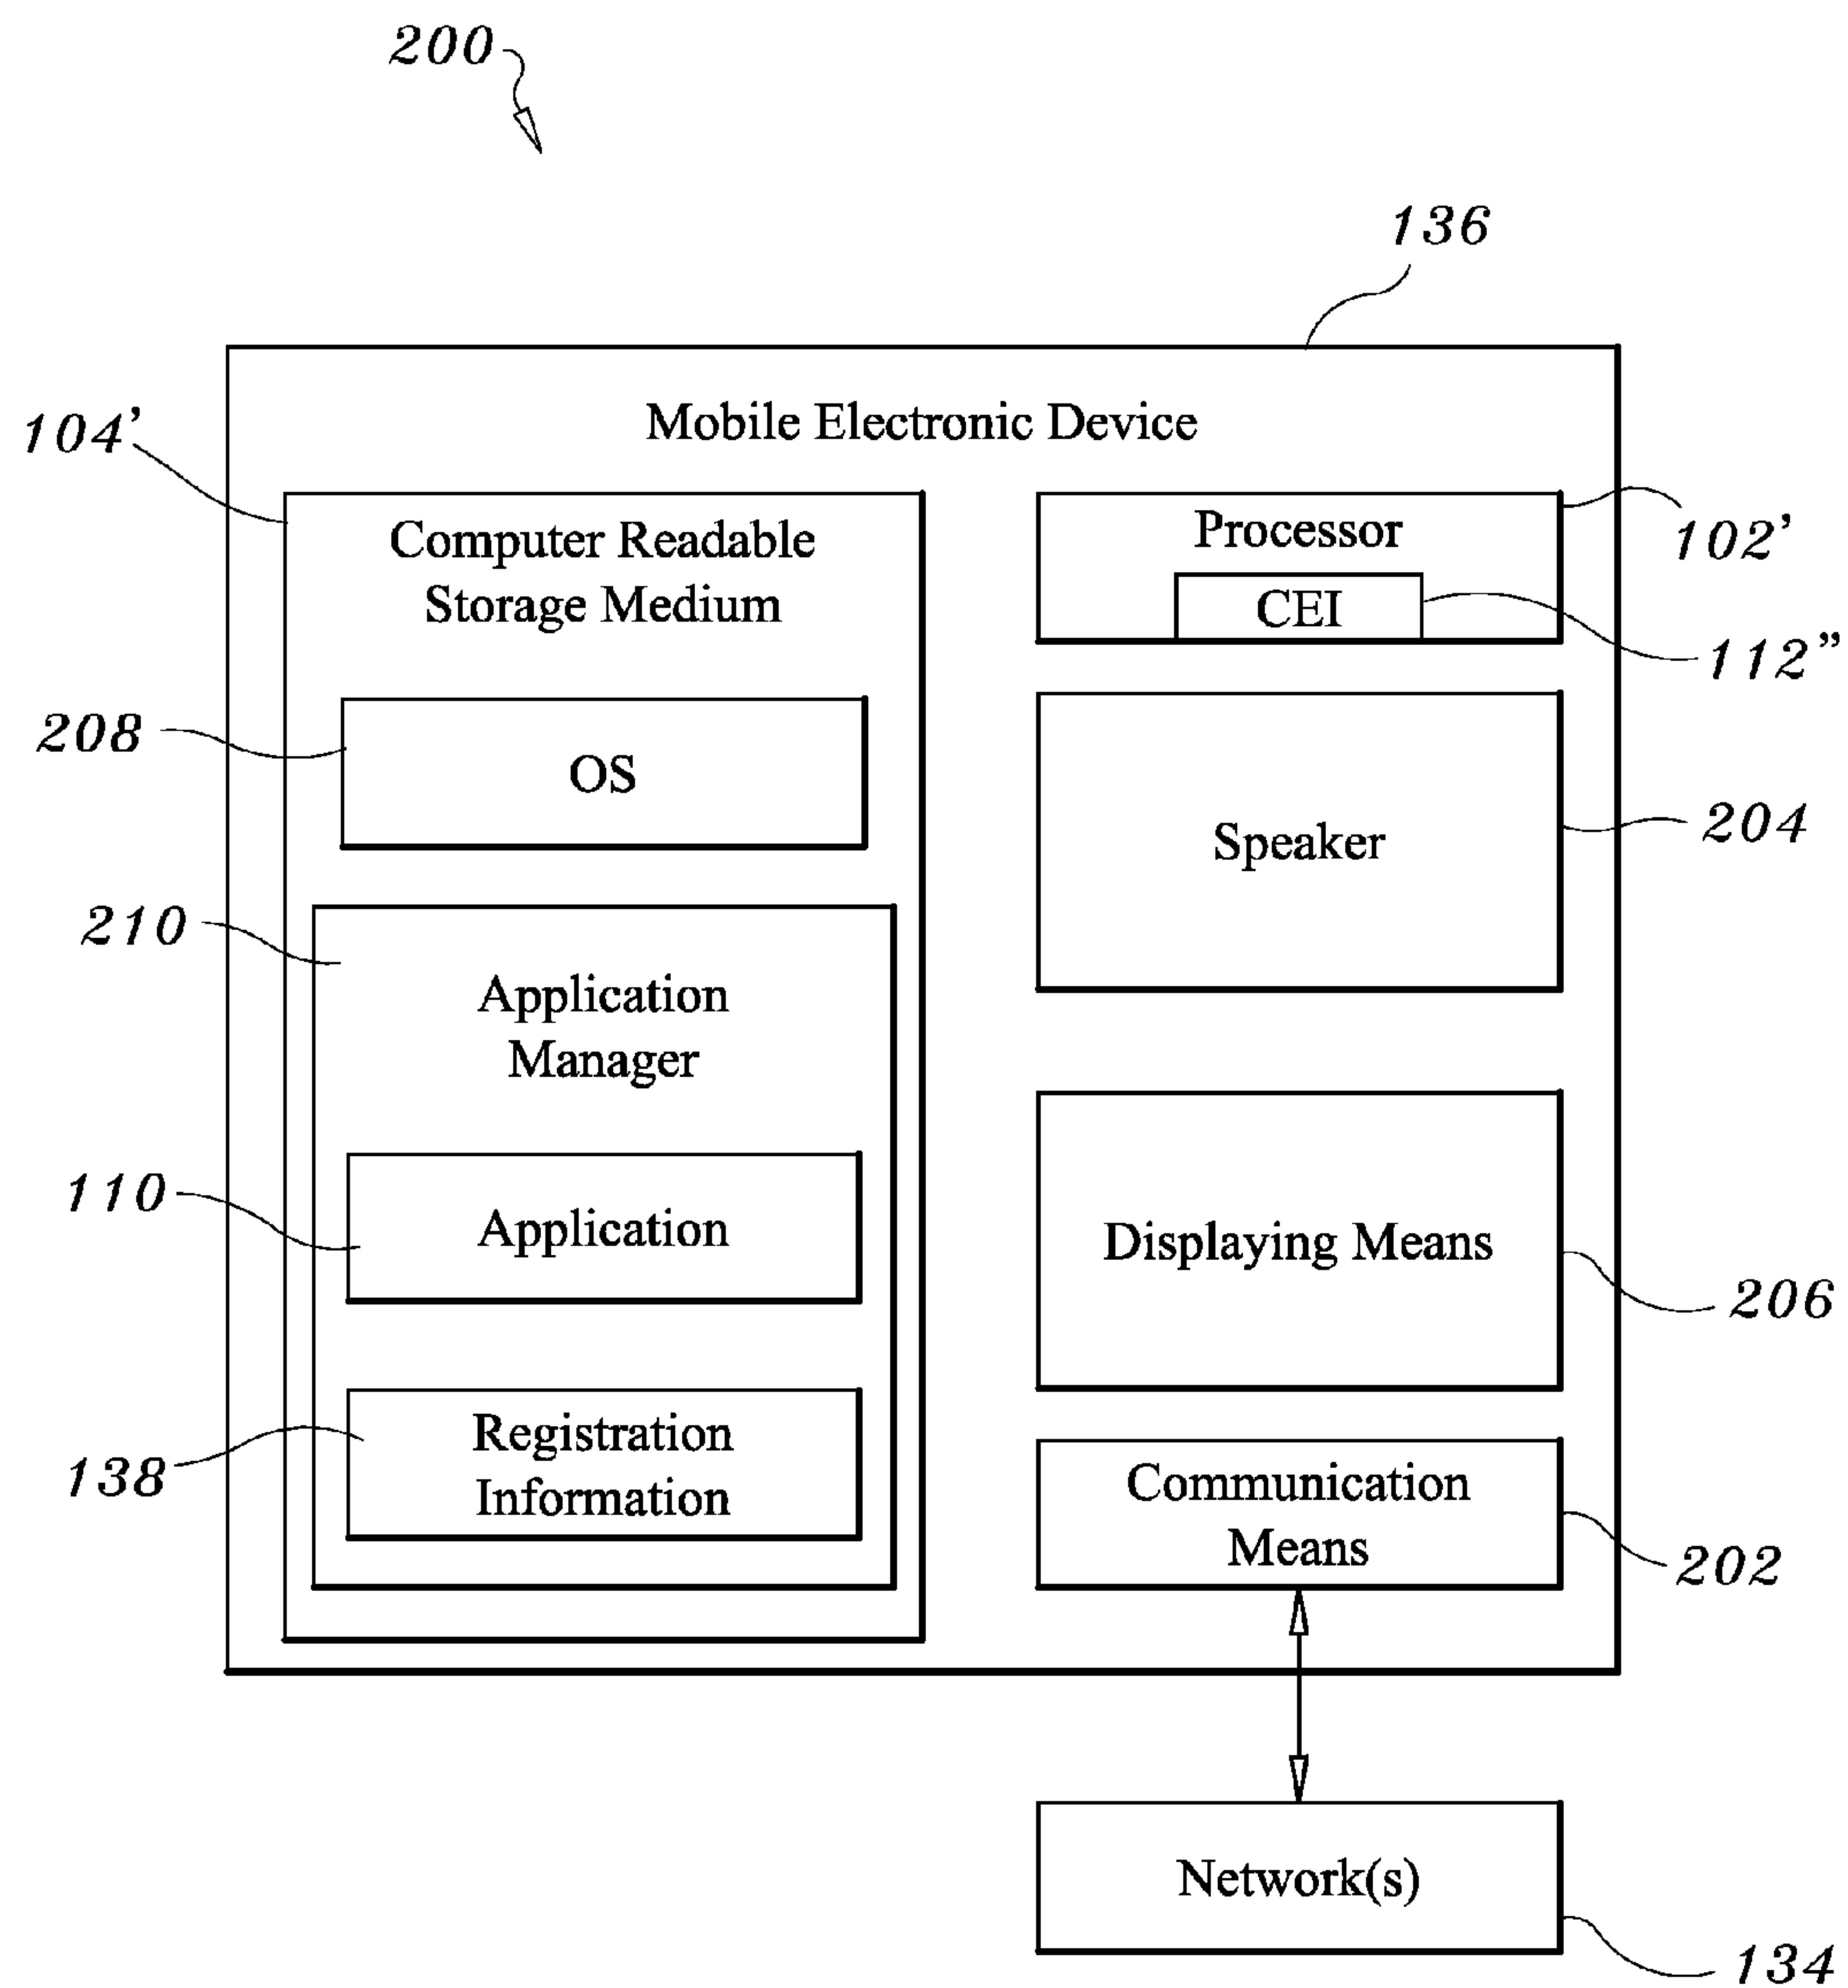 200
136
Mobile Electronic Device
104’
Computer Readable
Storage Medium
Processor
102’
CEI
112”
208
OS
Speaker
204
210
Application
Manager
110
Application
Displaying Means
206
138
Registration
Information
Communication
Means
202
Network(s)
134